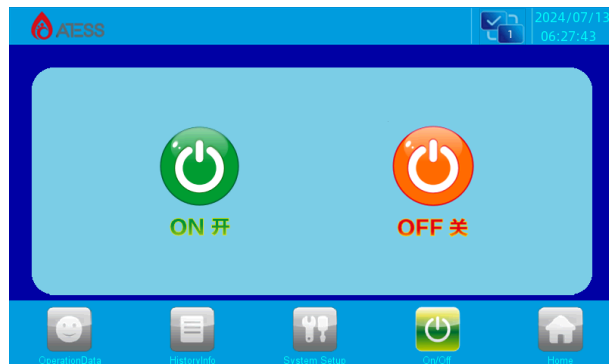 ATESS
1
2024/07/13
06:27:43
ON 开
OFF 关
OperationData
HistoryInfo
System Setup
On/Off
Home